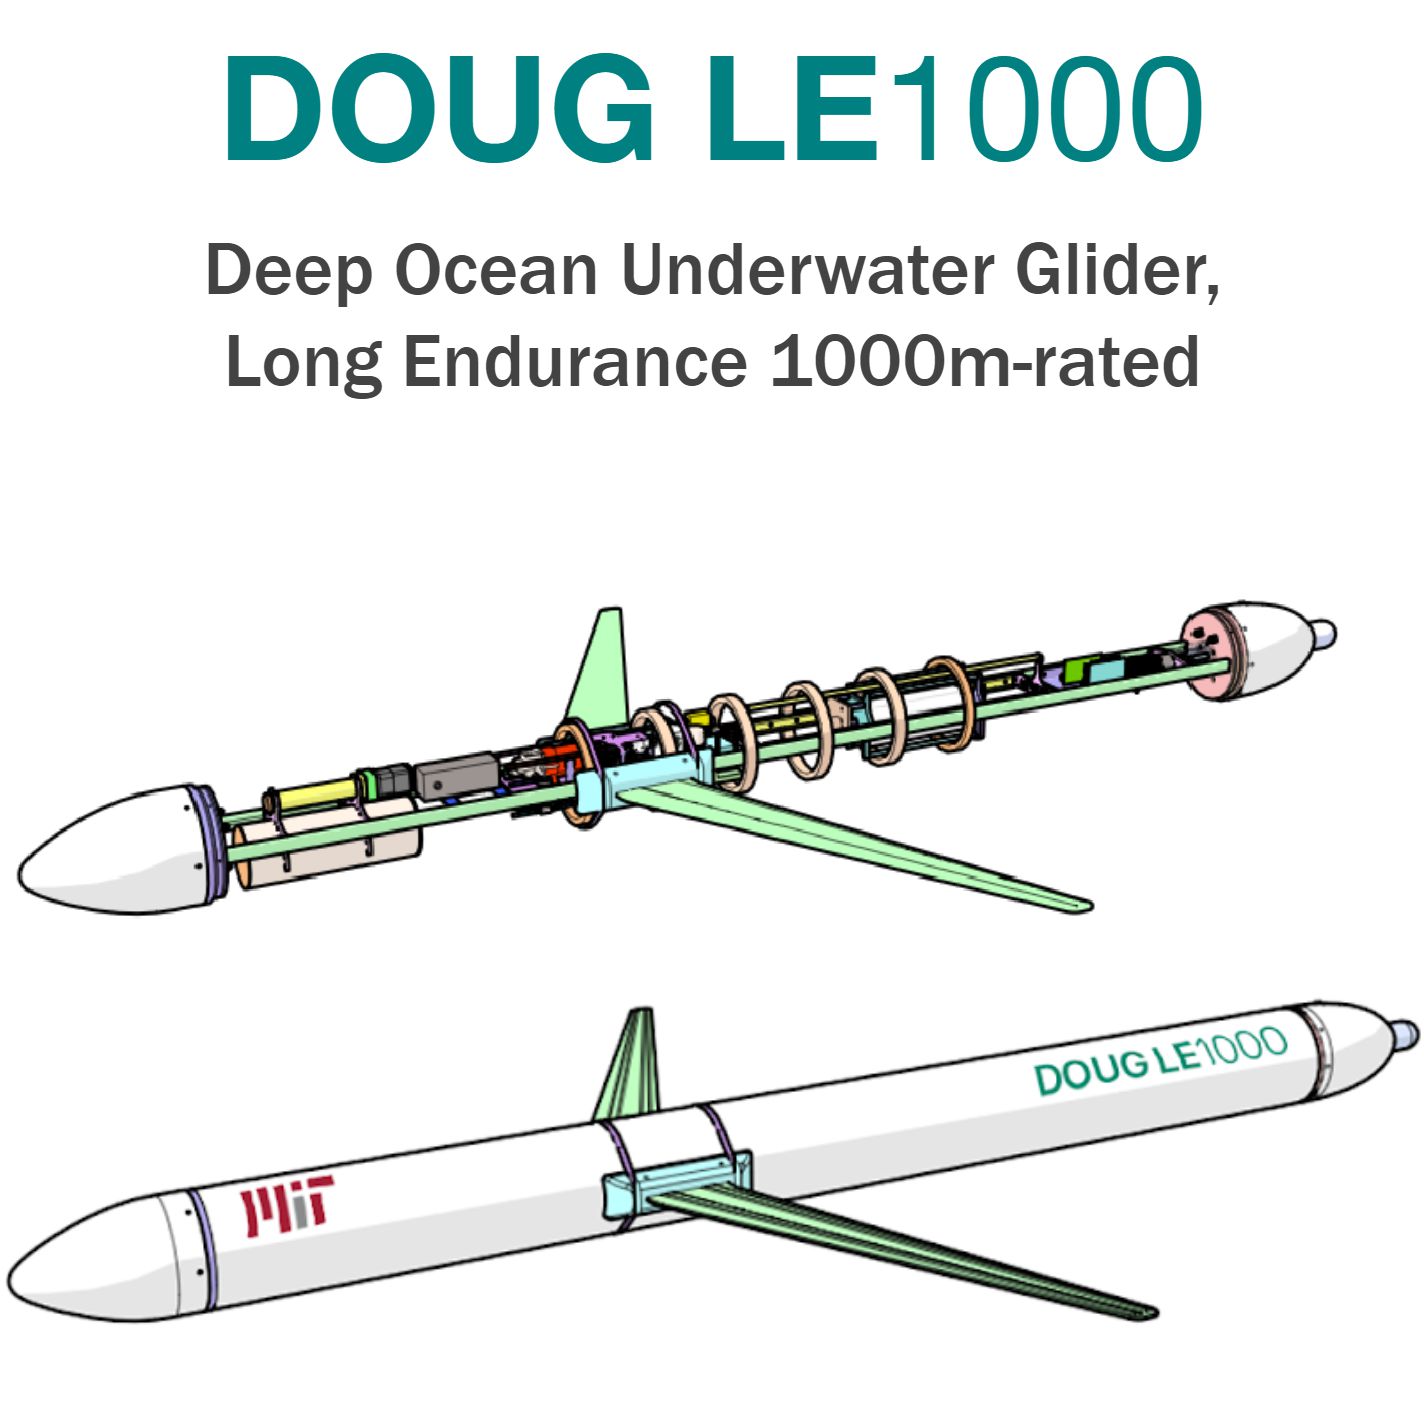 DOUG LE1000
Deep Ocean Underwater Glider,
Long Endurance 1000m-rated
DOUG LE1000
MIT